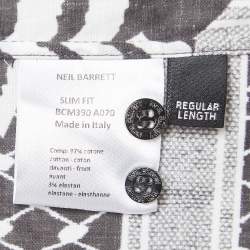 NEIL BARRETT
SLIM FIT
BCM390 A070
Made in Italy
Comp: 97% cotone
cotton - coton
davanti - front
avant
3% elastan
elastane - elasthanne
REGULAR
LENGTH